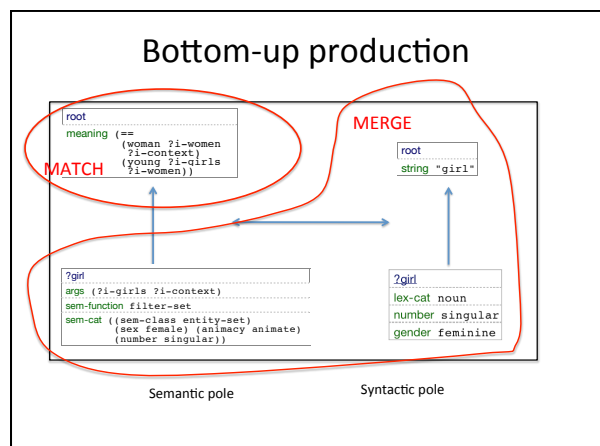 Bottom-up production
root
meaning (==
(woman ?i-women
?i-context)
(young ?i-girls
?i-women))
MATCH
MERGE
root
string "girl"
?girl
args (?i-girls ?i-context)
sem-function filter-set
sem-cat ((sem-class entity-set)
(sex female) (animacy animate)
(number singular))
?girl
lex-cat noun
number singular
gender feminine
Semantic pole
Syntactic pole